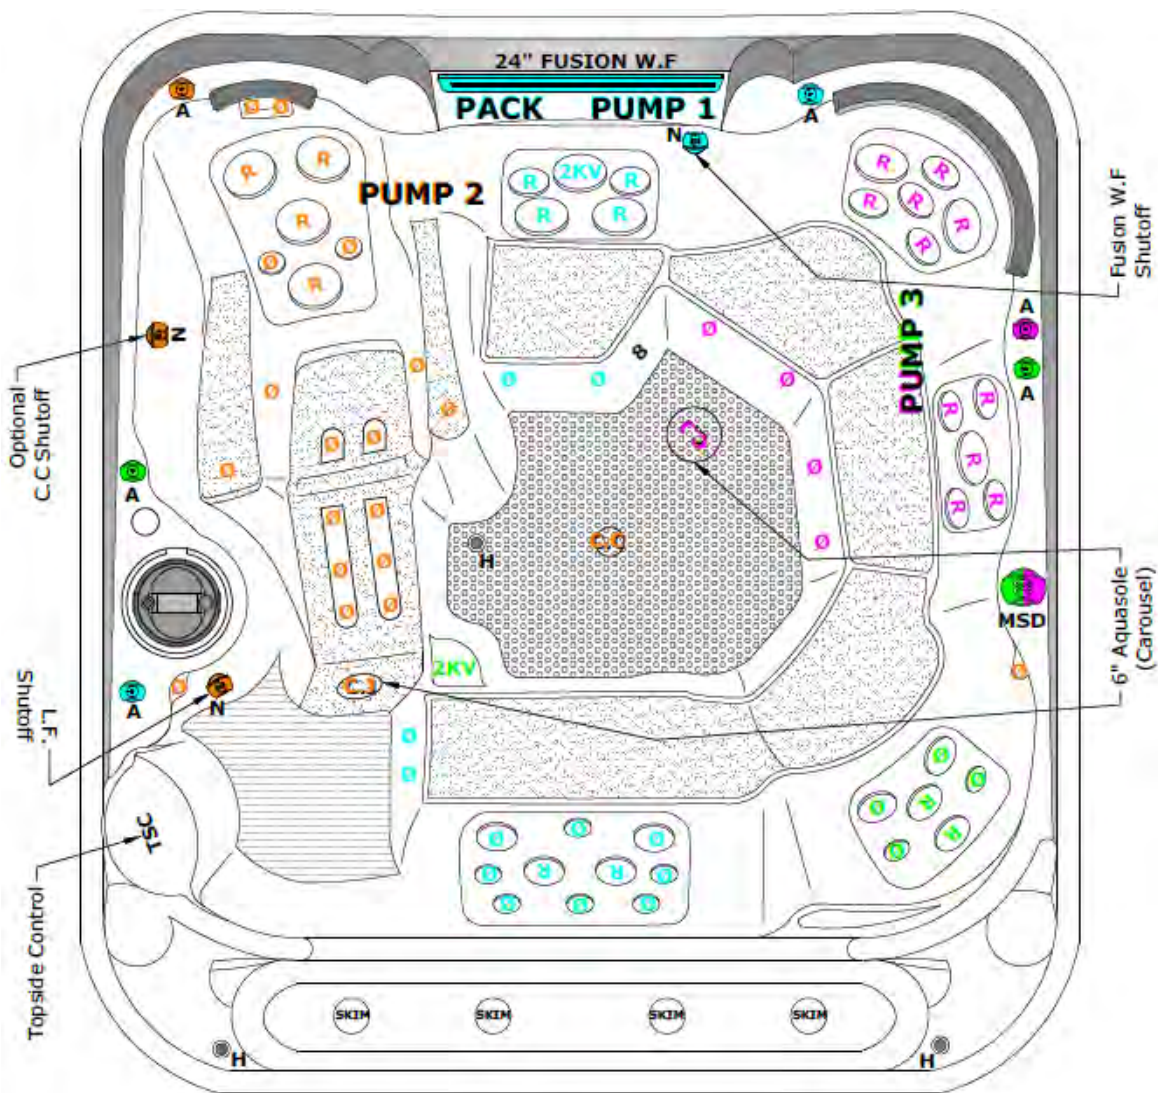 24" FUSION W.F
PACK PUMP 1
A
Ø Ø
A
N
R
R
2KV
R R
R R
R
R
R
R
R
R
R
PUMP 2
R
Ø
Ø
R
Fusion W.F
Shutoff
A
N
PUMP 3
A
Optional
C.C Shutoff
8
Ø
Ø
Ø
Ø
Ø
Ø
Ø
R
R
R
R
R
Ø
Ø
Ø
Ø
A
Ø
Ø
Ø
Ø
Ø
Ø
Ø
Ø
C.C
H
6" Aquasole
(Carousel)
MSD
2KV
C.J
C.J
Ø
A
N
Ø
L.F.
Shutoff
Ø
Ø
TSC
Topside Control
Ø
Ø
Ø
R
R
Ø
Ø
Ø
Ø
Ø
R
R
Ø
Ø
Ø
Ø
SKIM SKIM SKIM SKIM
H H